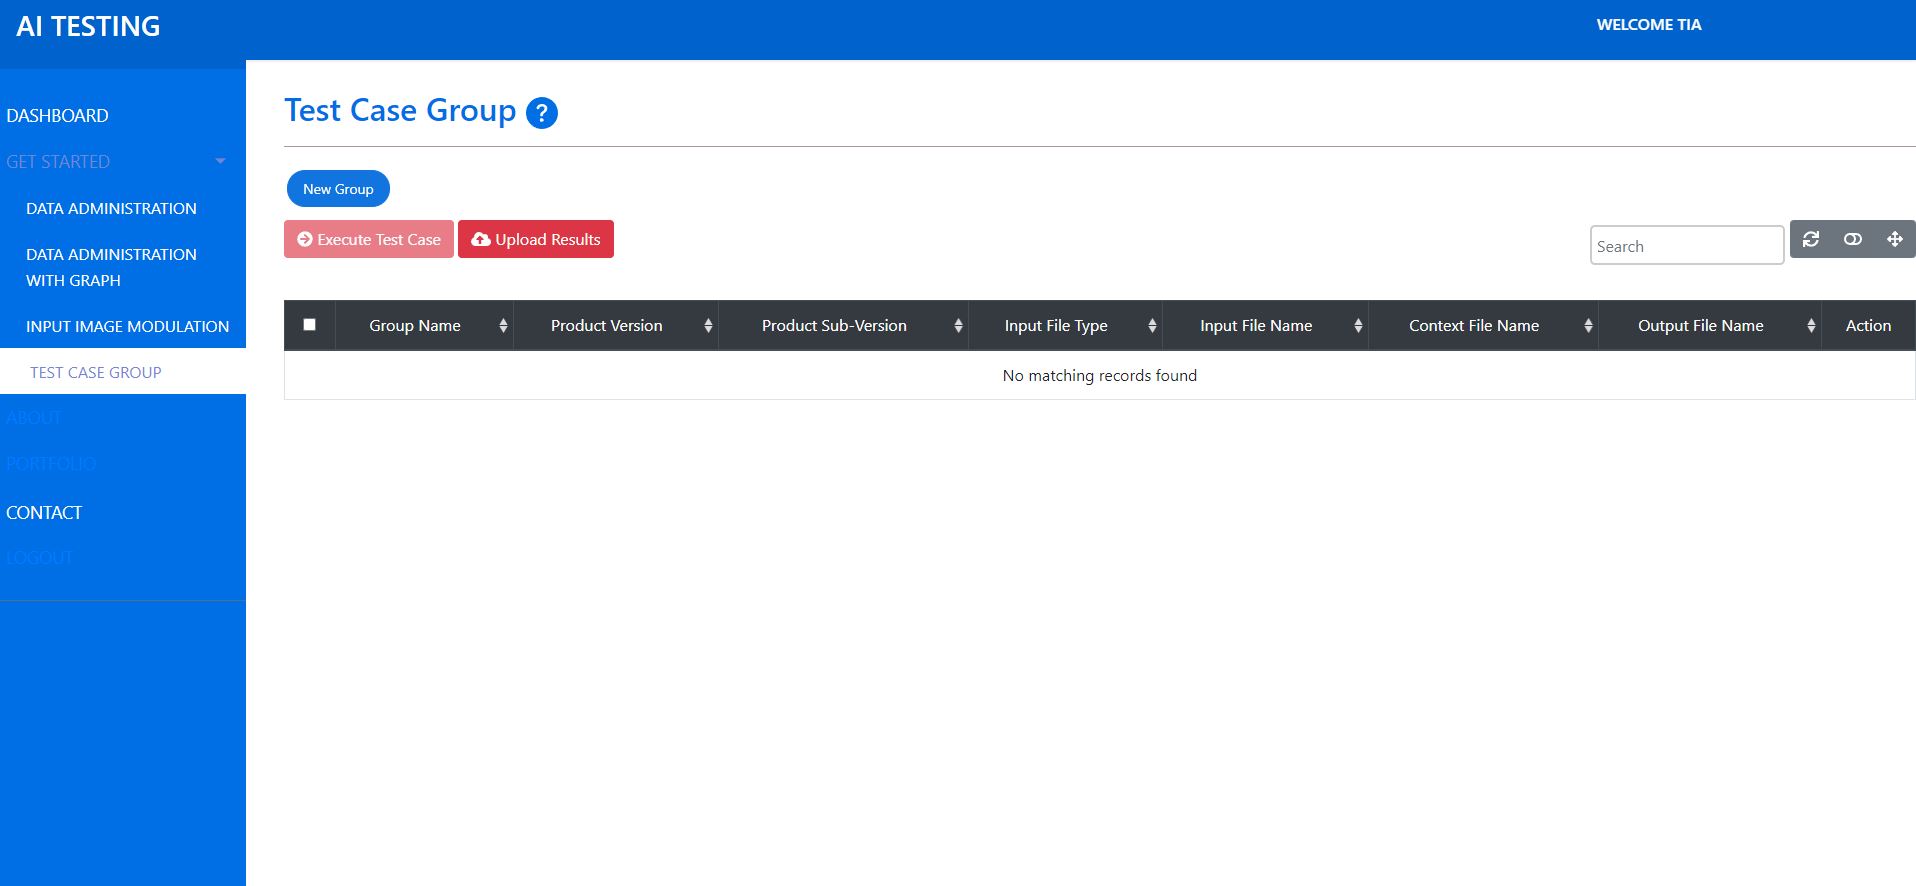 AI TESTING
WELCOME TIA
DASHBOARD
GET STARTED
DATA ADMINISTRATION
DATA ADMINISTRATION
WITH GRAPH
INPUT IMAGE MODULATION
TEST CASE GROUP
ABOUT
PORTFOLIO
CONTACT
LOGOUT
Test Case Group ?
New Group
Execute Test Case Upload Results
Search
Group Name Product Version Product Sub-Version Input File Type Input File Name Context File Name Output File Name Action
No matching records found